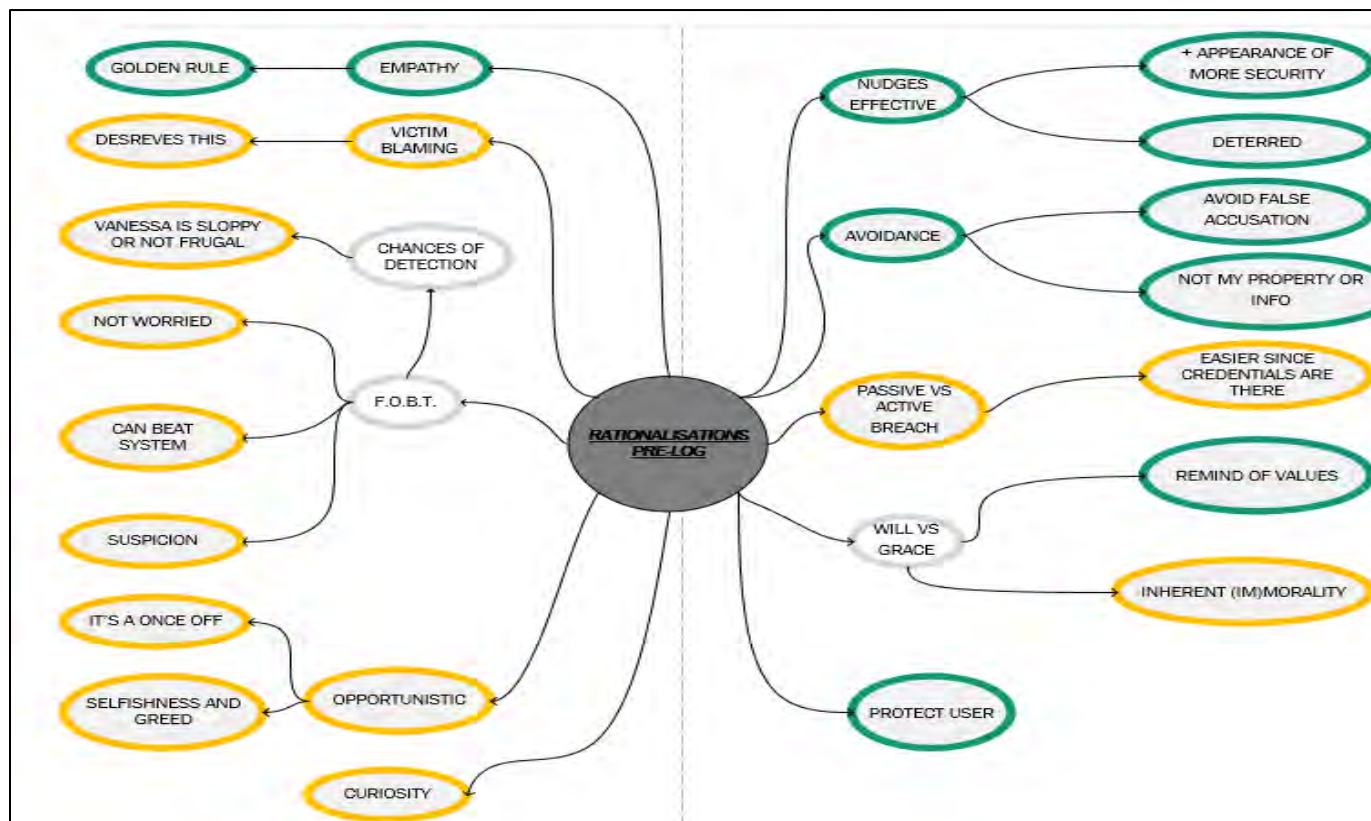 GOLDEN RULE
EMPATHY
DESREVES THIS
VICTIM
BLAMING
VANESSA IS SLOPPY
OR NOT FRUGAL
CHANCES OF
DETECTION
NOT WORRIED
F.O.B.T.
CAN BEAT
SYSTEM
SUSPICION
IT'S A ONCE OFF
SELFISHNESS AND
GREED
OPPORTUNISTIC
CURIOSITY
RATIONALISATIONS
PRE-LOG
NUDGES
EFFECTIVE
+ APPEARANCE OF
MORE SECURITY
DETERRED
AVOIDANCE
AVOID FALSE
ACCUSATION
NOT MY PROPERTY OR
INFO
PASSIVE VS
ACTIVE
BREACH
EASIER SINCE
CREDENTIALS ARE
THERE
WILL VS
GRACE
REMIND OF VALUES
INHERENT (IM)MORALITY
PROTECT USER